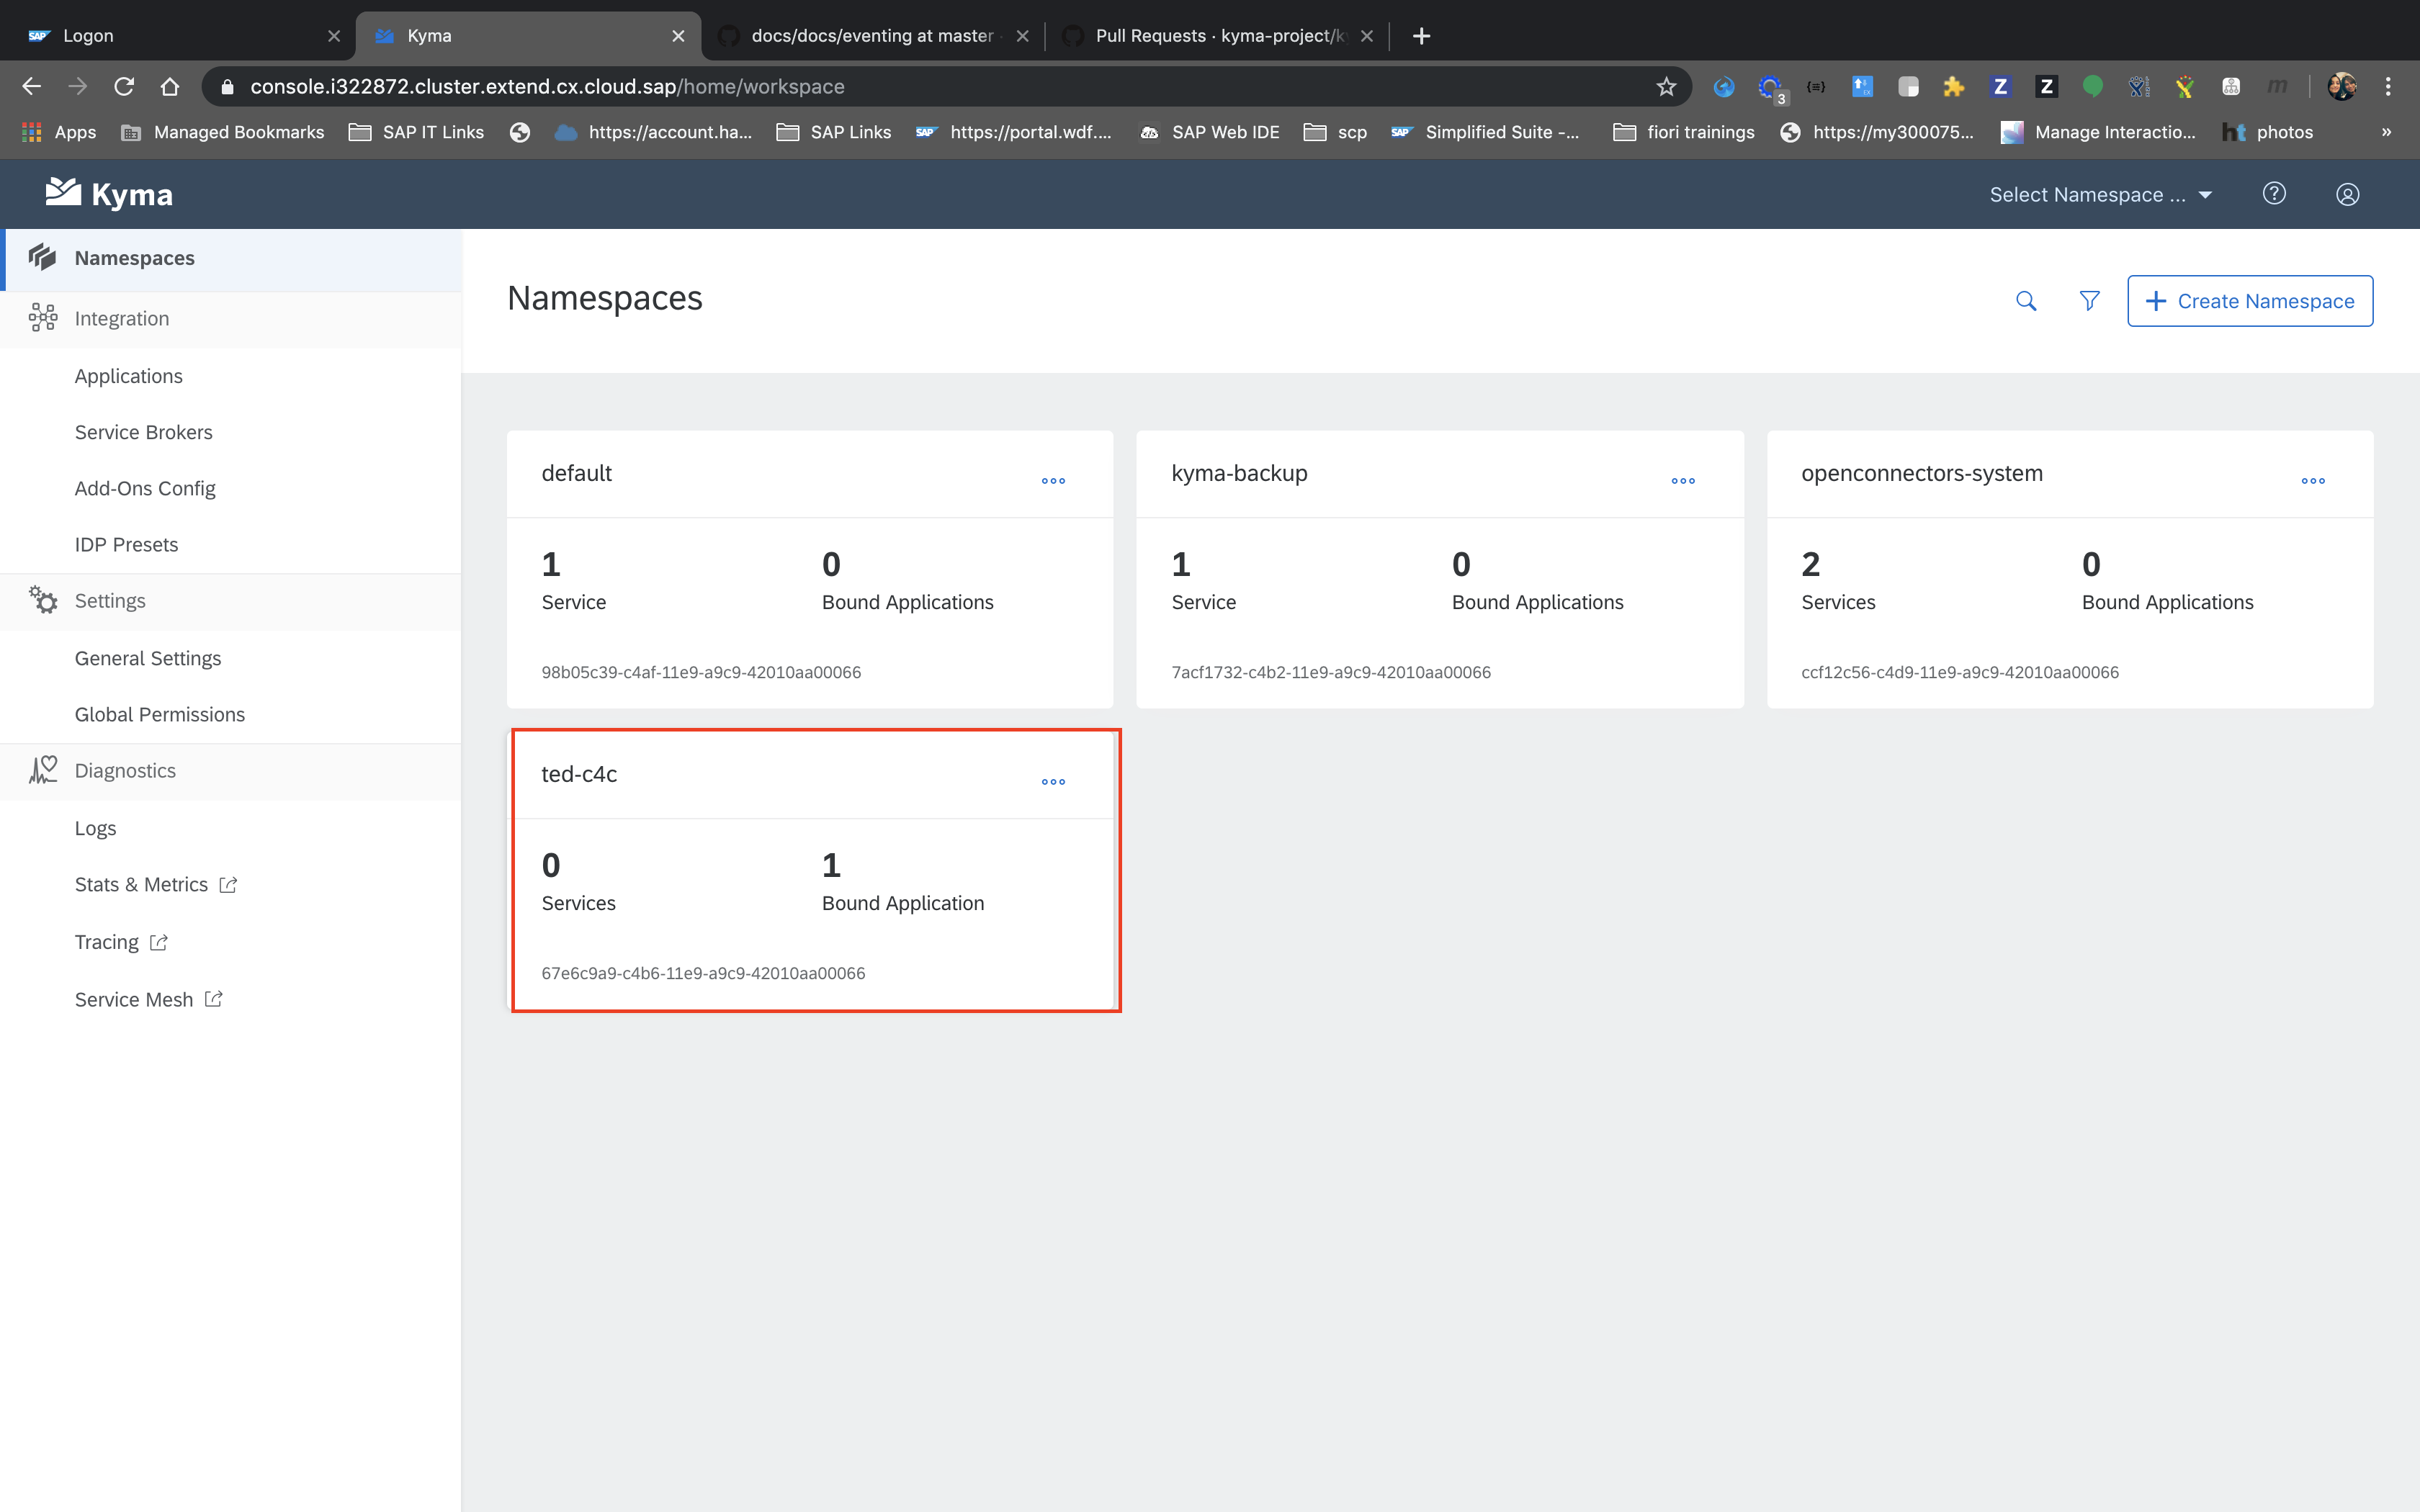 SAP Logon
Kyma
docs/docs/eventing at master
Pull Requests · kyma-project/k
console.i322872.cluster.extend.cx.cloud.sap/home/workspace
3
Z
Z
m
Apps
Managed Bookmarks
SAP IT Links
https://account.ha...
SAP Links
SAP https://portal.wdf....
SAP Web IDE
scp
SAP Simplified Suite -...
fiori trainings
https://my300075...
Manage Interactio...
ht photos
»
Kyma
Select Namespace ...
?
Namespaces
Integration
Applications
Service Brokers
Add-Ons Config
IDP Presets
Settings
General Settings
Global Permissions
Diagnostics
Logs
Stats & Metrics
Tracing
Service Mesh
Namespaces
+ Create Namespace
default
1
Service
0
Bound Applications
98b05c39-c4af-11e9-a9c9-42010aa00066
kyma-backup
1
Service
0
Bound Applications
7acf1732-c4b2-11e9-a9c9-42010aa00066
openconnectors-system
2
Services
0
Bound Applications
ccf12c56-c4d9-11e9-a9c9-42010aa00066
ted-c4c
0
Services
1
Bound Application
67e6c9a9-c4b6-11e9-a9c9-42010aa00066